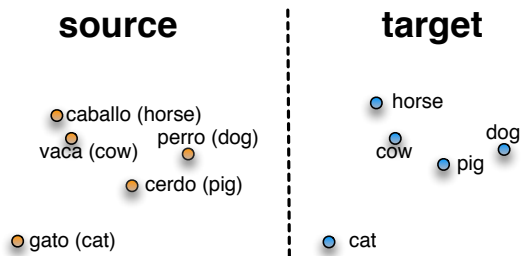 source
caballo (horse)
perro (dog)
vaca (cow)
cerdo (pig)
gato (cat)
target
horse
dog
cow
pig
cat